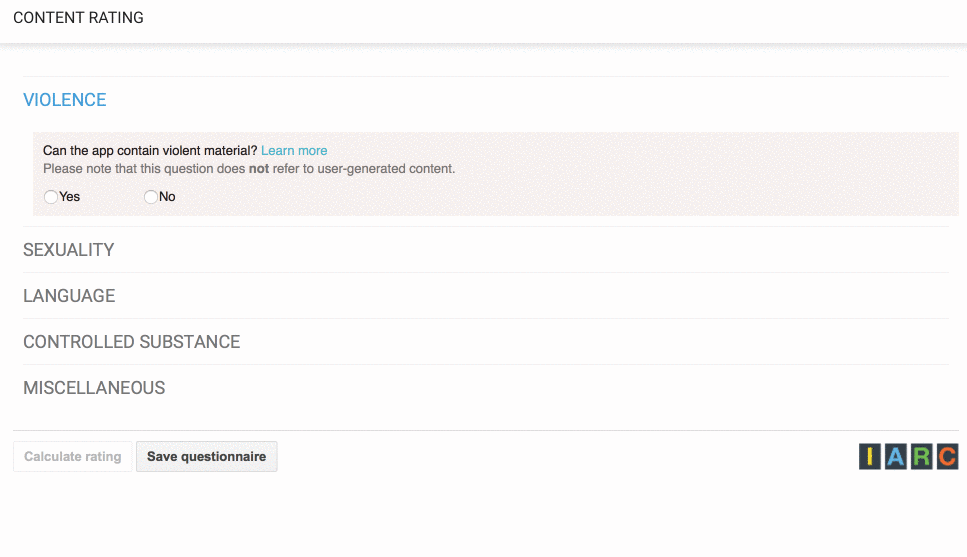 CONTENT RATING
VIOLENCE
Can the app contain violent material? Learn more
Please note that this question does not refer to user-generated content.
Yes No
SEXUALITY
LANGUAGE
CONTROLLED SUBSTANCE
MISCELLANEOUS
Calculate rating Save questionnaire IARC